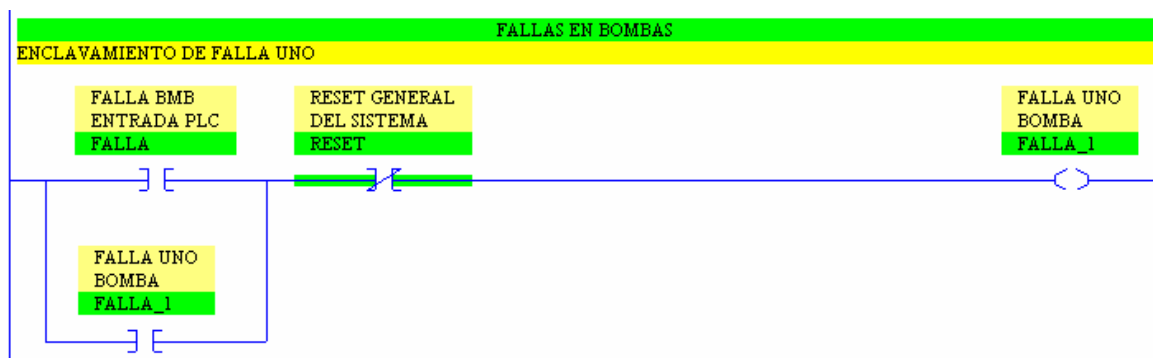 FALLAS EN BOMBAS
ENCLAVAMIENTO DE FALLA UNO
FALLA BMB
ENTRADA PLC
FALLA
RESET GENERAL
DEL SISTEMA
RESET
FALLA UNO
BOMBA
FALLA_1
FALLA UNO
BOMBA
FALLA_1